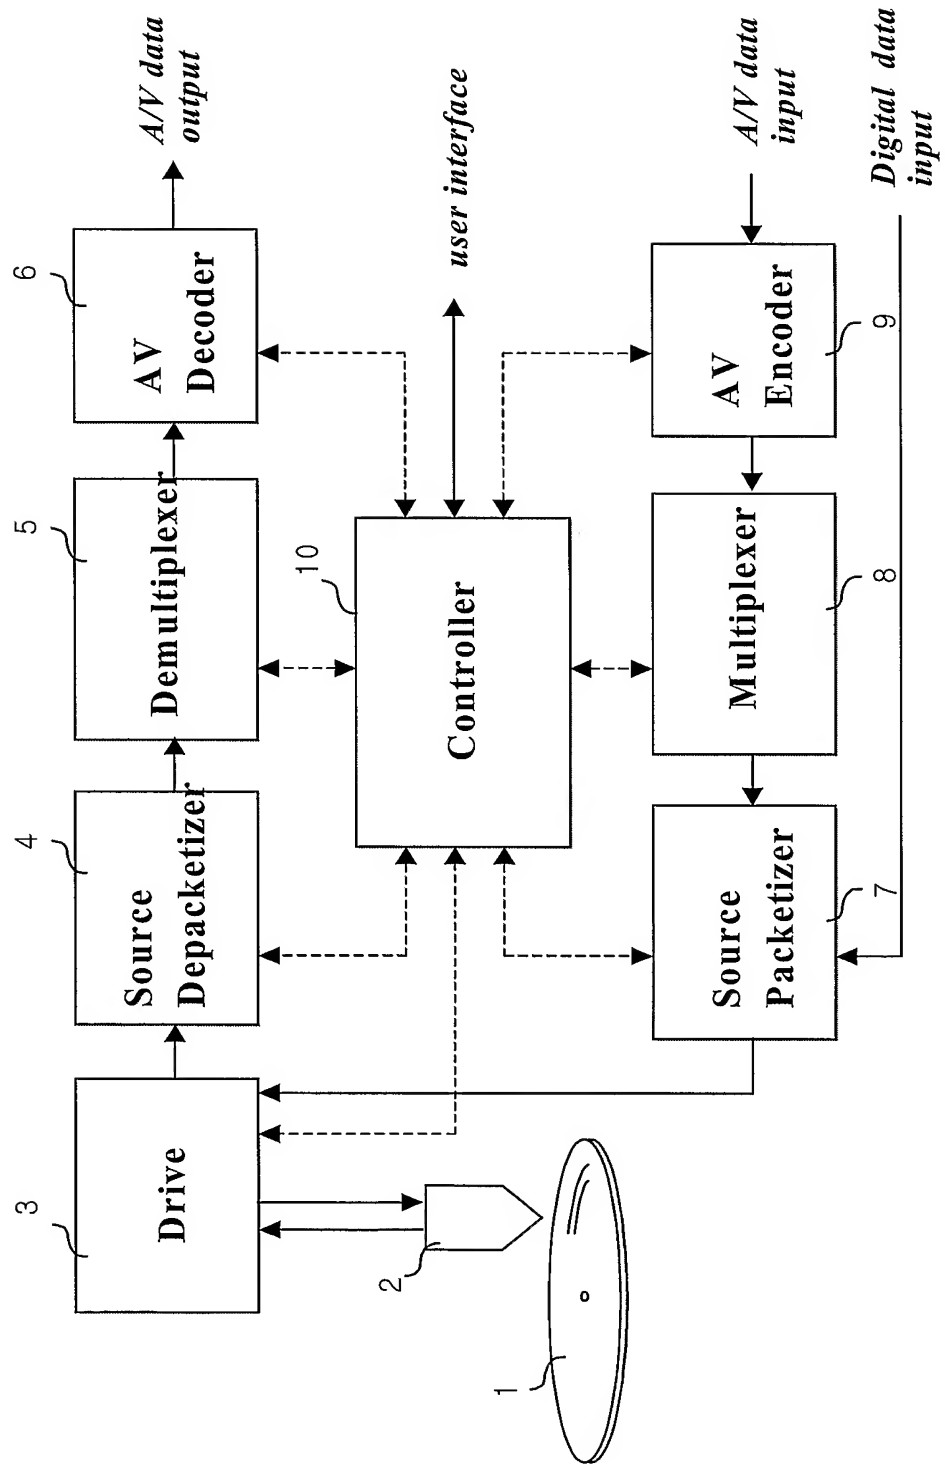 3
Drive
4
Source
Depacketizer
5
Demultiplexer
6
AV
Decoder
A/V data
output
2
10
Controller
user interface
1
7
Source
Packetizer
8
Multiplexer
9
AV
Encoder
A/V data
input
Digital data
input